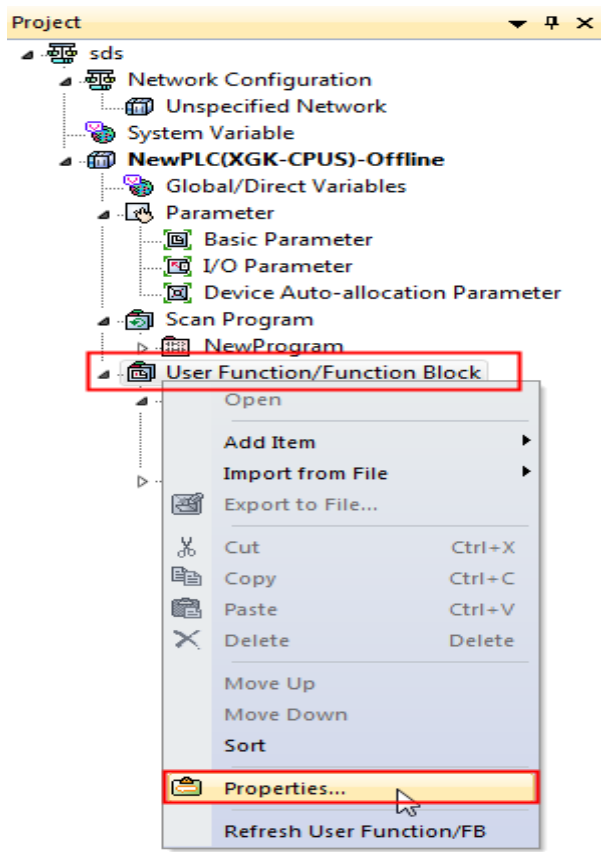 Project
sds
Network Configuration
Unspecified Network
System Variable
NewPLC(XGK-CPUS)-Offline
Global/Direct Variables
Parameter
Basic Parameter
I/O Parameter
Device Auto-allocation Parameter
Scan Program
NewProgram
User Function/Function Block
Open
Add Item
Import from File
Export to File...
Cut Ctrl+X
Copy Ctrl+C
Paste Ctrl+V
Delete Delete
Move Up
Move Down
Sort
Properties...
Refresh User Function/FB